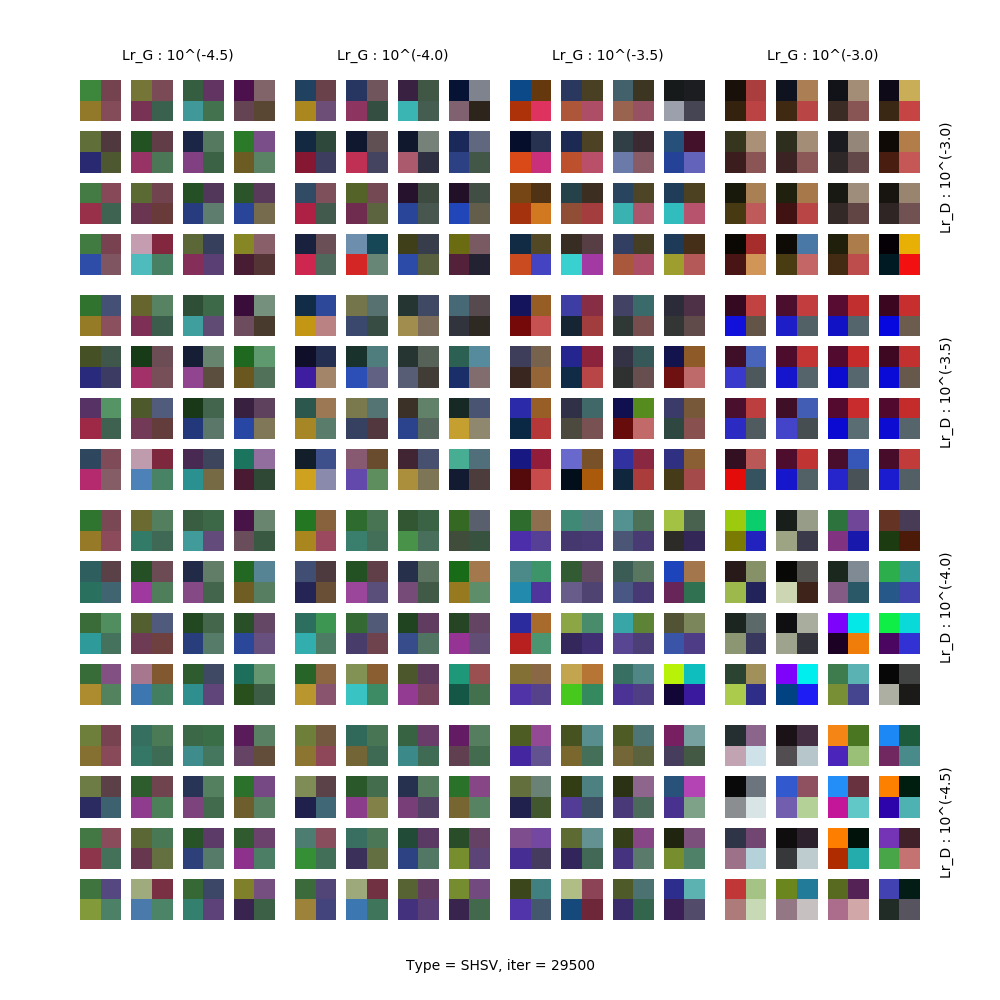 Lr_G : 10^(-4.5)
Lr_G : 10^(-4.0)
Lr_G : 10^(-3.5)
Lr_G : 10^(-3.0)
Lr_D : 10^(-3.0)
Lr_D : 10^(-3.5)
Lr_D : 10^(-4.0)
Lr_D : 10^(-4.5)
Type = SHSV, iter = 29500